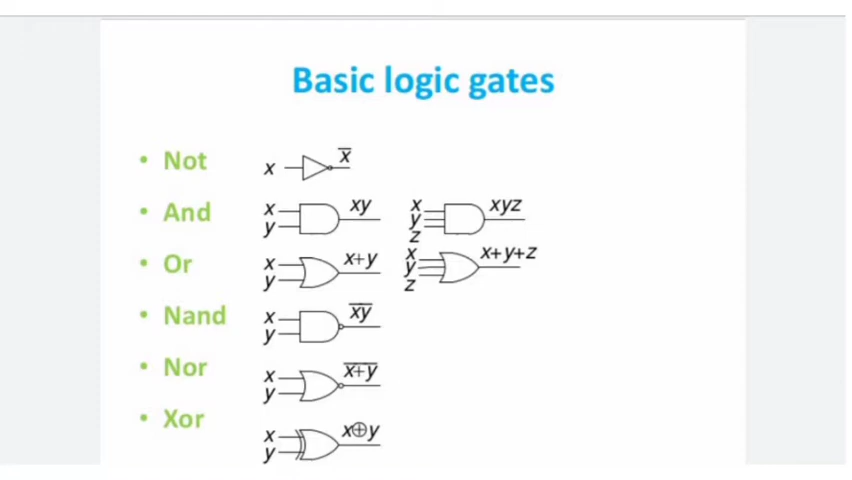 Basic logic gates
• Not x x̅
• And x y xy x y z xyz
• Or x y x+y x y z x+y+z
• Nand x y x̅y̅
• Nor x y x̅+̅y̅
• Xor x y x⊕y